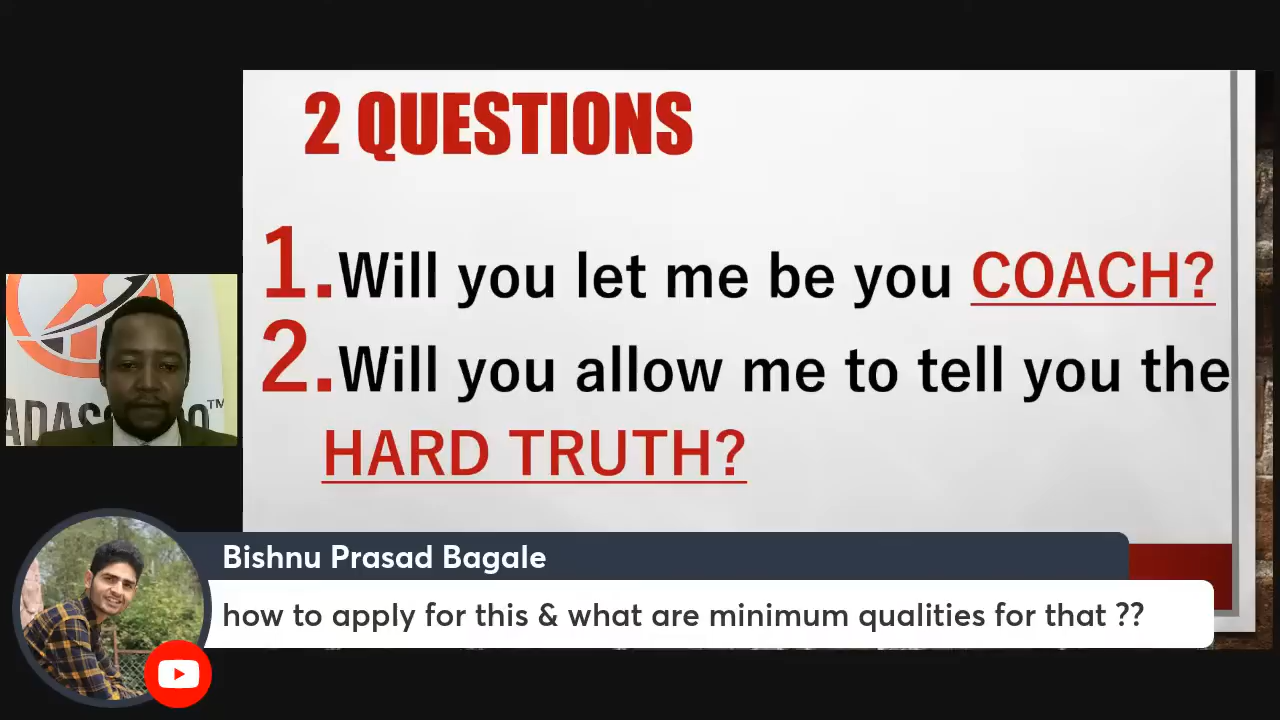 2 QUESTIONS
1.Will you let me be you COACH?
2.Will you allow me to tell you the
HARD TRUTH?
TM
Bishnu Prasad Bagale
how to apply for this & what are minimum qualities for that ??